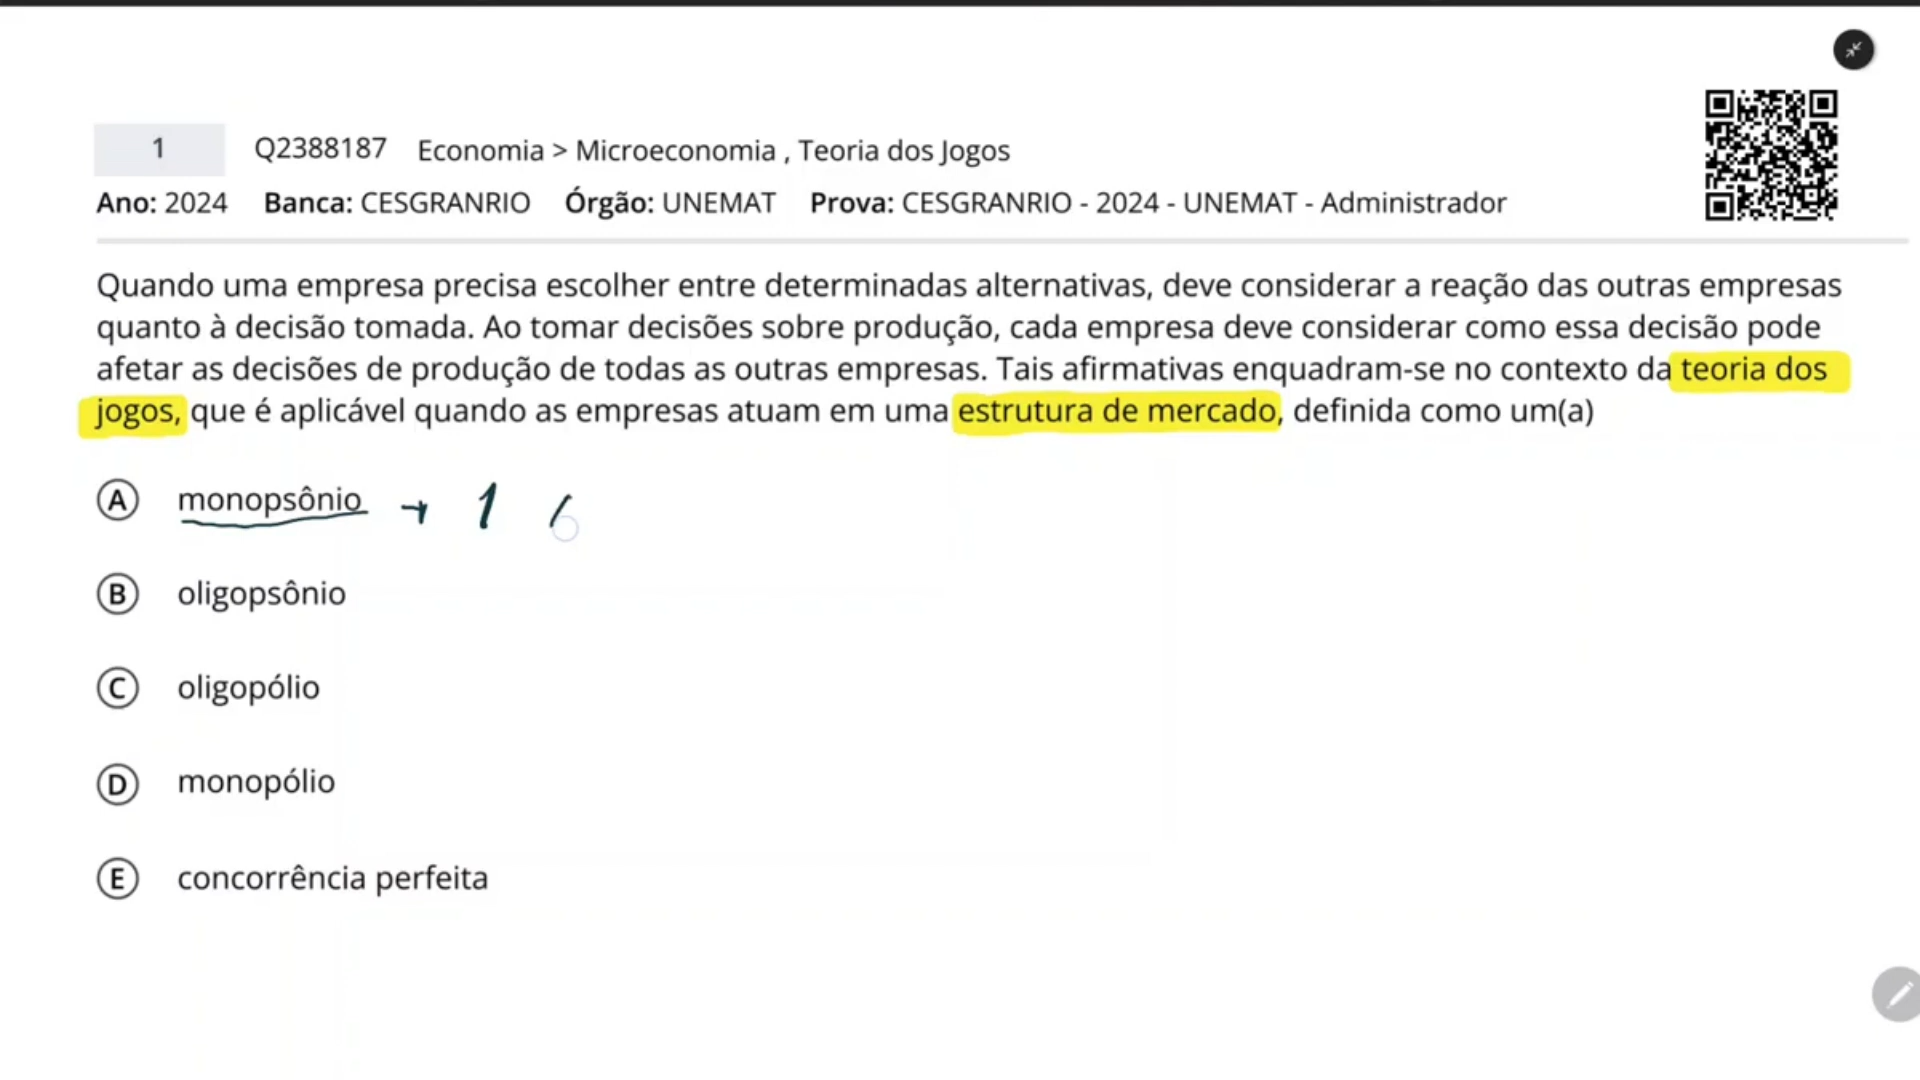 1 Q2388187 Economia > Microeconomia , Teoria dos Jogos
Ano: 2024 Banca: CESGRANRIO Órgão: UNEMAT Prova: CESGRANRIO - 2024 - UNEMAT - Administrador
Quando uma empresa precisa escolher entre determinadas alternativas, deve considerar a reação das outras empresas
quanto à decisão tomada. Ao tomar decisões sobre produção, cada empresa deve considerar como essa decisão pode
afetar as decisões de produção de todas as outras empresas. Tais afirmativas enquadram-se no contexto da teoria dos
jogos, que é aplicável quando as empresas atuam em uma estrutura de mercado, definida como um(a)
A monopsônio → 1
B oligopsônio
C oligopólio
D monopólio
E concorrência perfeita